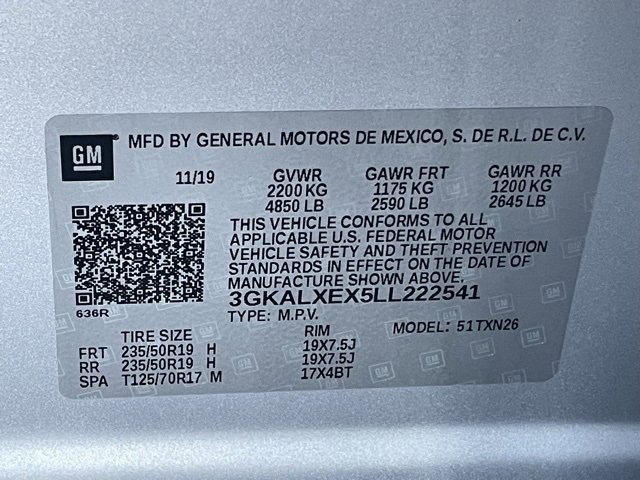 GM
MFD BY GENERAL MOTORS DE MEXICO, S. DE R.L. DE C.V.
11/19 GVWR GAWR FRT GAWR RR
2200 KG 1175 KG 1200 KG
4850 LB 2590 LB 2645 LB
THIS VEHICLE CONFORMS TO ALL
APPLICABLE U.S. FEDERAL MOTOR
VEHICLE SAFETY AND THEFT PREVENTION
STANDARDS IN EFFECT ON THE DATE OF
MANUFACTURE SHOWN ABOVE.
3GKALXEX5LL222541
636R
TYPE: M.P.V. MODEL: 51TXN26
TIRE SIZE RIM
FRT 235/50R19 H 19X7.5J
RR 235/50R19 H 19X7.5J
SPA T125/70R17 M 17X4BT